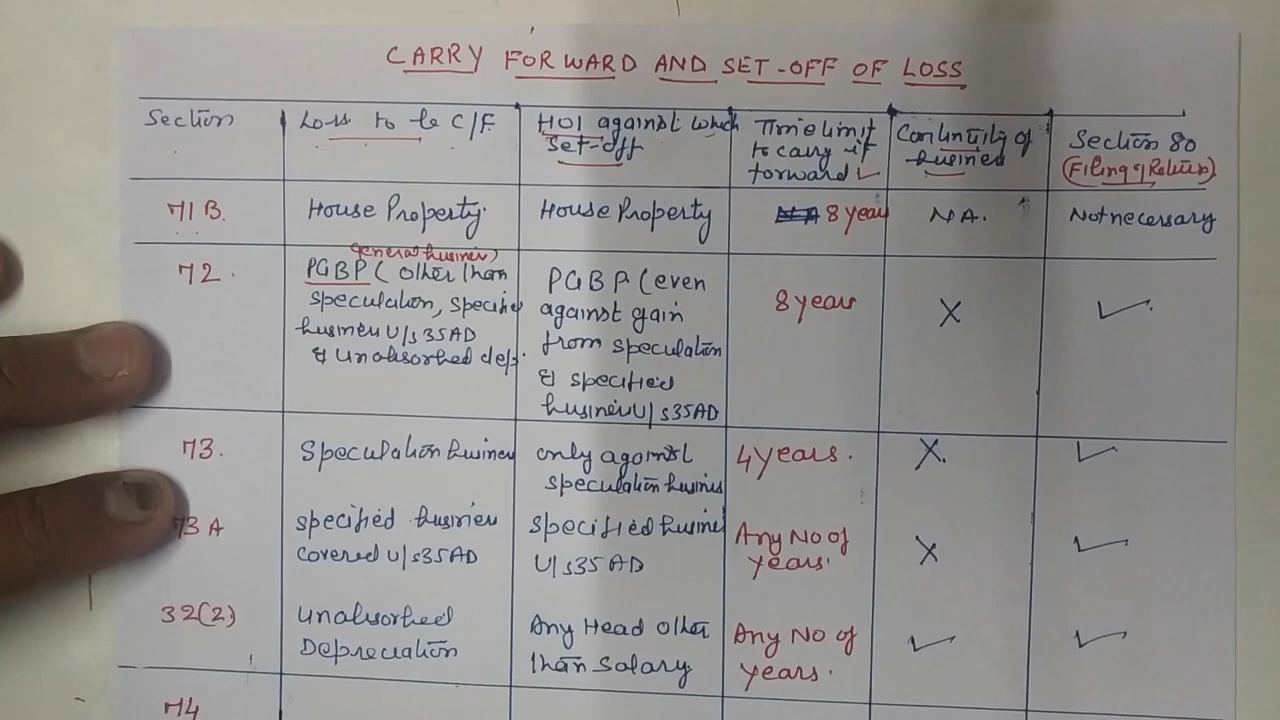 CARRY FORWARD AND SET-OFF OF LOSS
Section
Loss to be C/F
HOI against which
set-off
Time limit
to carry it
forward
Continutity of
business
Section 80
(Filing of Return)
71B.
House Property.
House Property
8 years
N.A.
Not necessary
72.
general business)
PGBP (other than
speculation, specified
business U/s 35AD
& Unabsorbed dep.
PGBP (even
against gain
from speculation
& specified
business U/s 35AD
8 years
X
✓
73.
Speculation business
only against
speculation business
4 years.
X
✓
73A
specified business
covered U/s 35AD
specified business
U/s 35 AD
Any No of
years.
X
✓
32(2)
unabsorbed
Depreciation
Any Head other
than salary
Any No of
years.
✓
✓
74